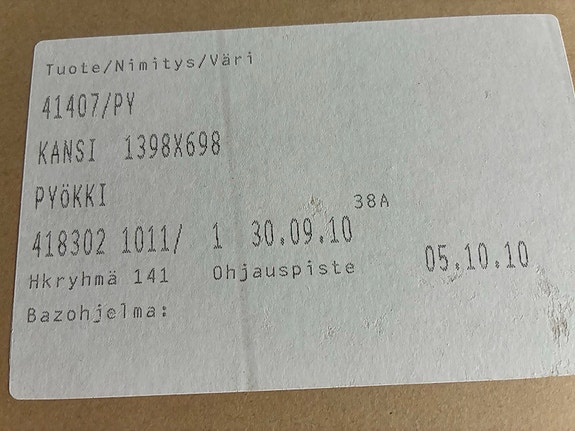 Tuote/Nimitys/Väri
41407/PY
KANSI 1398X698
PYöKKI
38A
418302 1011/ 1 30.09.10 05.10.10
Hkryhmä 141 Ohjauspiste
Bazohjelma: